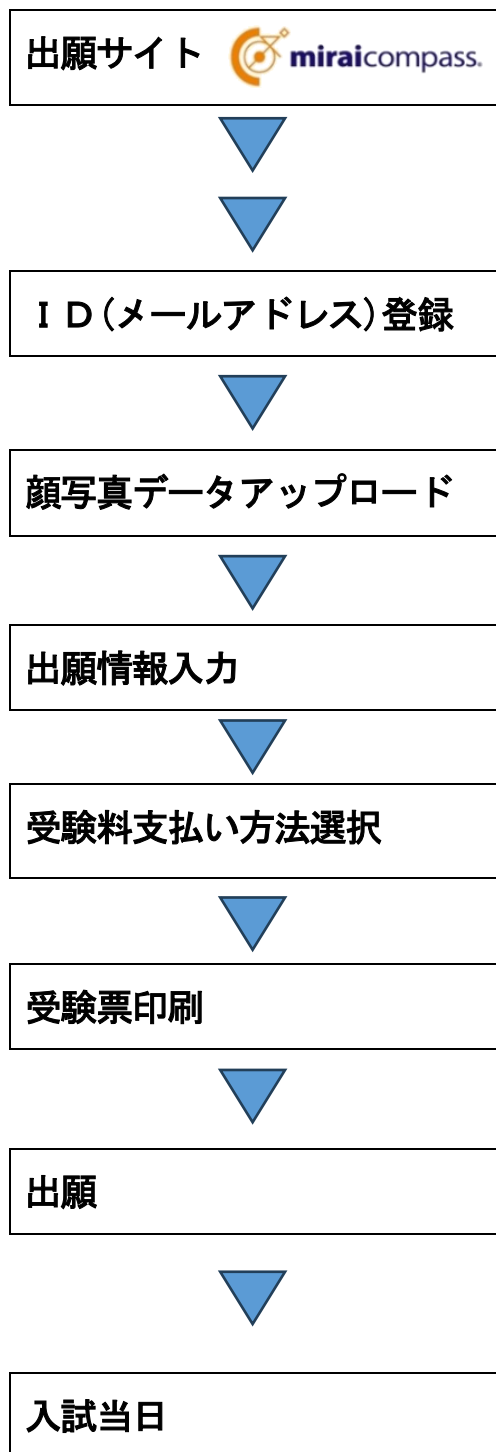 出願サイト miraicompass.
ＩＤ(メールアドレス)登録
顔写真データアップロード
出願情報入力
受験料支払い方法選択
受験票印刷
出願
入試当日